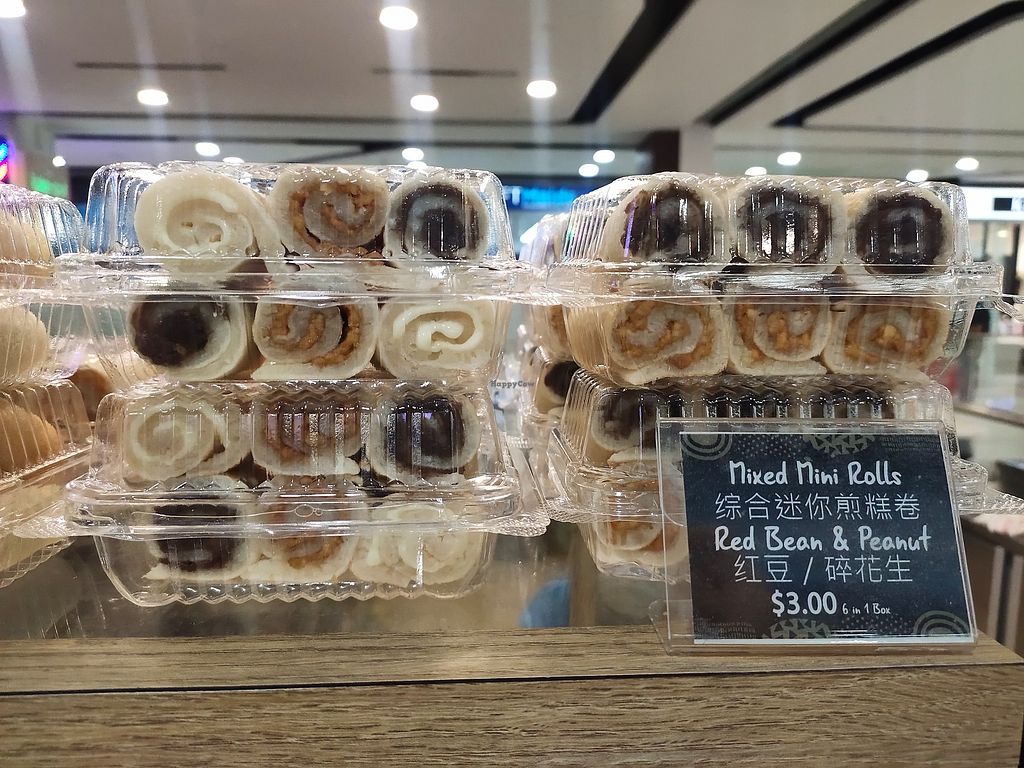 HappyCow
Mixed Mini Rolls
综合迷你煎糕卷
Red Bean & Peanut
红豆 / 碎花生
$3.00 6 in 1 Box